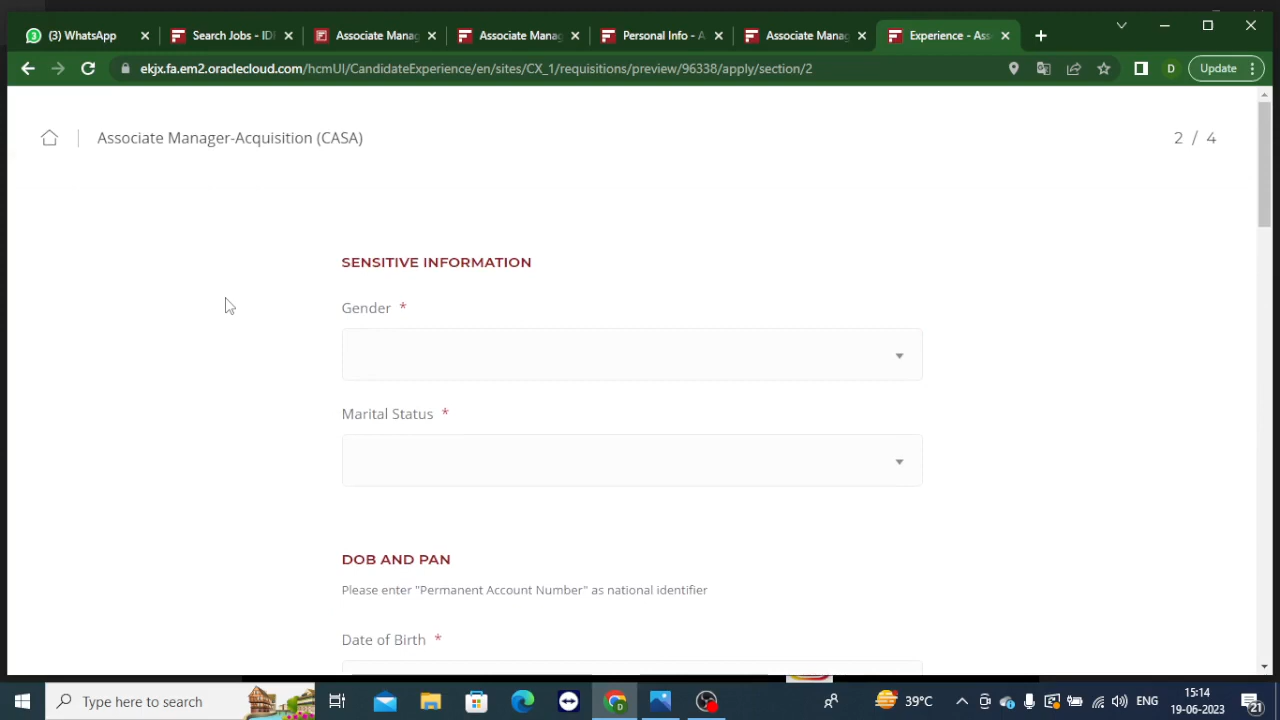 (3) WhatsApp
Search Jobs - IDF
Associate Manag
Associate Manag
Personal Info - A
Associate Manag
Experience - Ass
ekjx.fa.em2.oraclecloud.com/hcmUI/CandidateExperience/en/sites/CX_1/requisitions/preview/96338/apply/section/2
D
Update
Associate Manager-Acquisition (CASA)
2 / 4
SENSITIVE INFORMATION
Gender *
Marital Status *
DOB AND PAN
Please enter "Permanent Account Number" as national identifier
Date of Birth *
Type here to search
39°C
ENG
5:14
19-06-2023
21